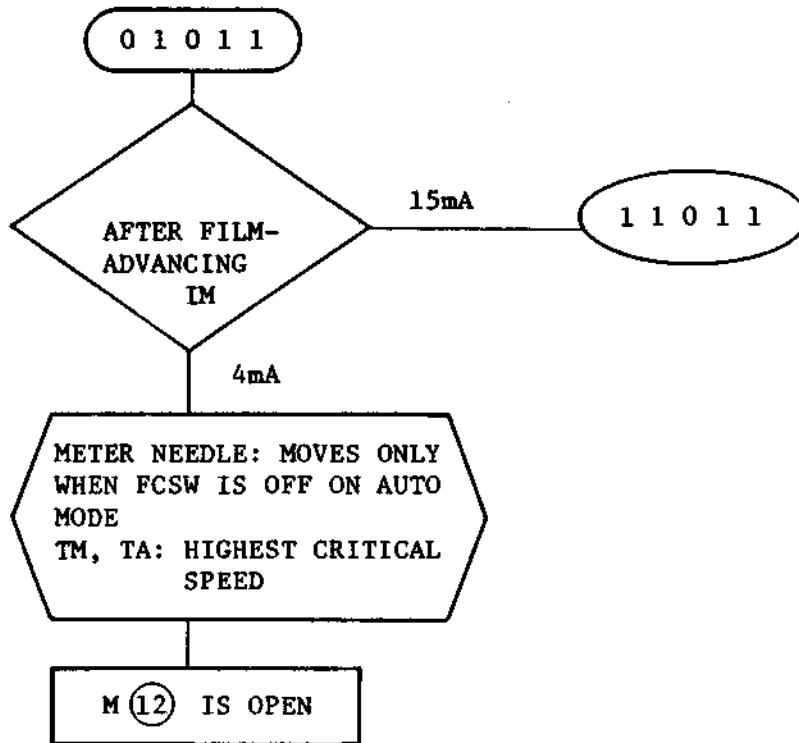 0 1 0 1 1
AFTER FILM-
ADVANCING
IM
15mA
1 1 0 1 1
4mA
METER NEEDLE: MOVES ONLY
WHEN FCSW IS OFF ON AUTO
MODE
TM, TA: HIGHEST CRITICAL
SPEED
M 12 IS OPEN